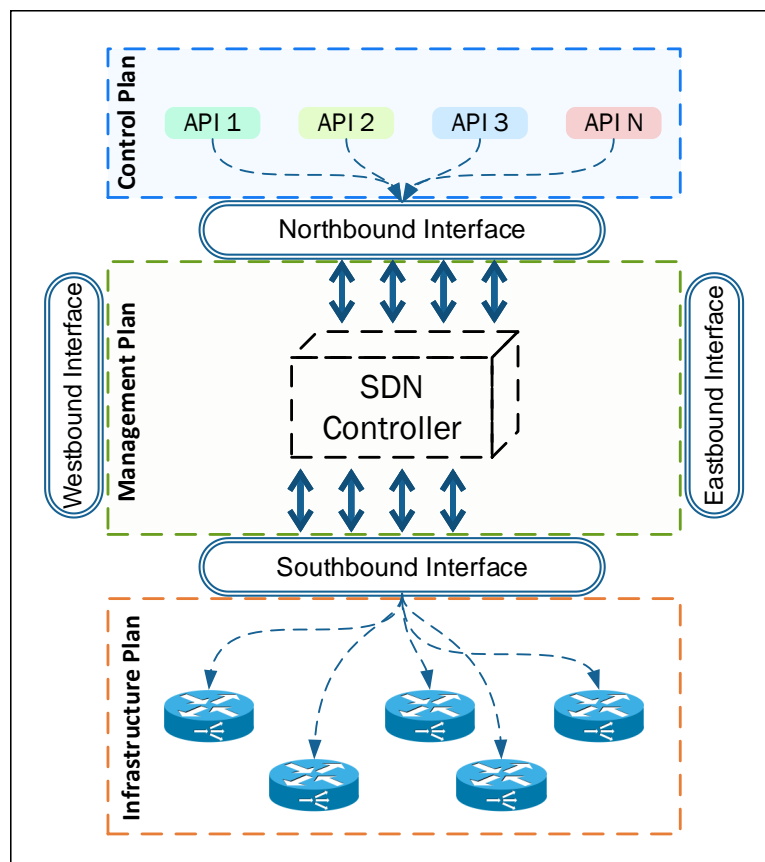 Control Plan
API 1
API 2
API 3
API N
Northbound Interface
Westbound Interface
Management Plan
SDN
Controller
Eastbound Interface
Southbound Interface
Infrastructure Plan